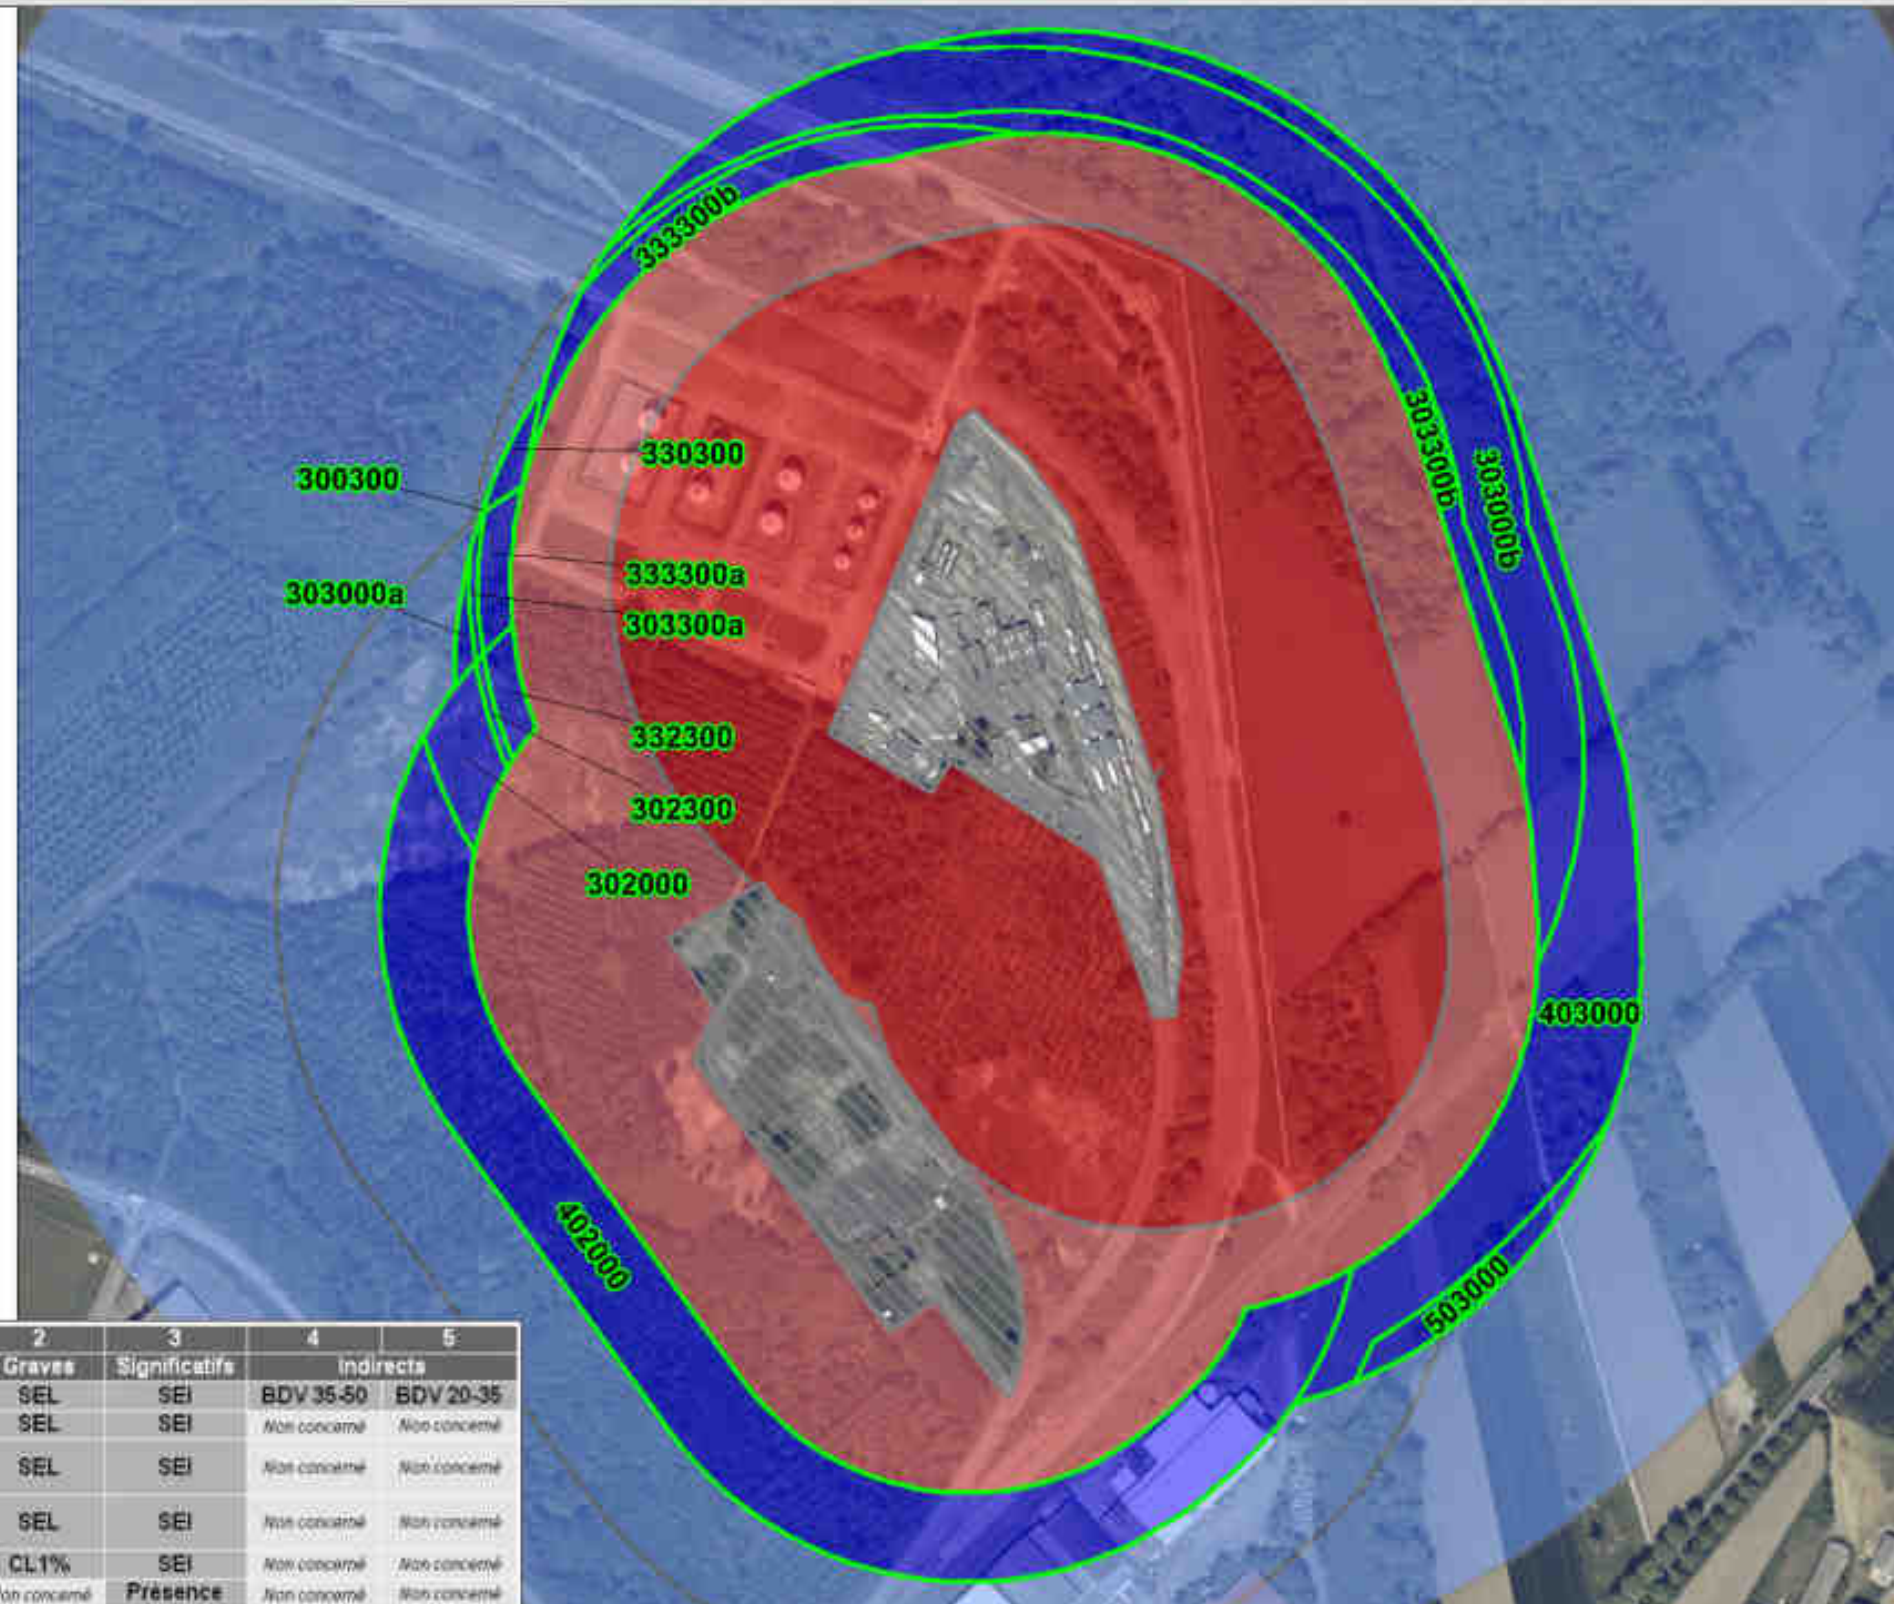 333300b
330300
300300
303300b
303000b
333300a
303000a
303300a
332300
302300
302000
403000
402000
503000
2 3 4 5
Graves Significatifs Indirects
SEL SEI BDV 35-50 BDV 20-35
SEL SEI Non concerné Non concerné
SEL SEI Non concerné Non concerné
SEL SEI Non concerné Non concerné
CL1% SEI Non concerné Non concerné
on concerné Présence Non concerné Non concerné